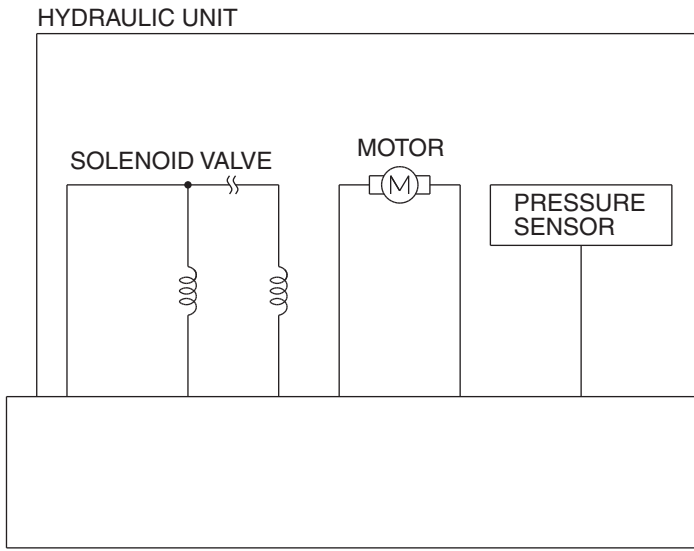 HYDRAULIC UNIT
SOLENOID VALVE
MOTOR
M
PRESSURE
SENSOR